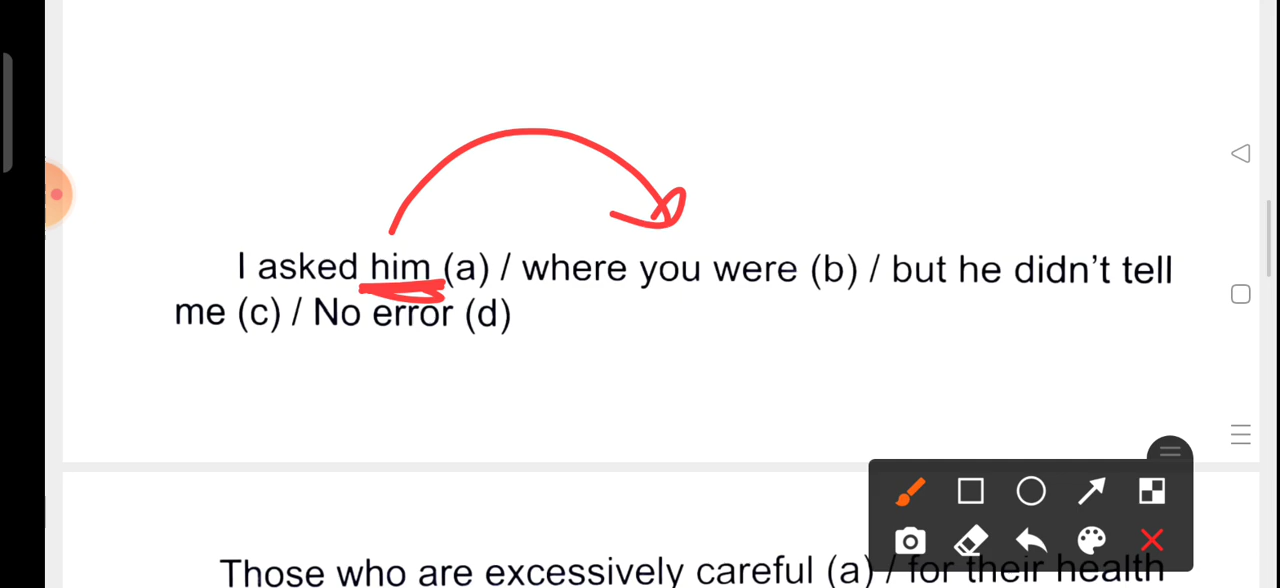 I asked him (a) / where you were (b) / but he didn’t tell
me (c) / No error (d)
Those who are excessively careful (a) / for their health